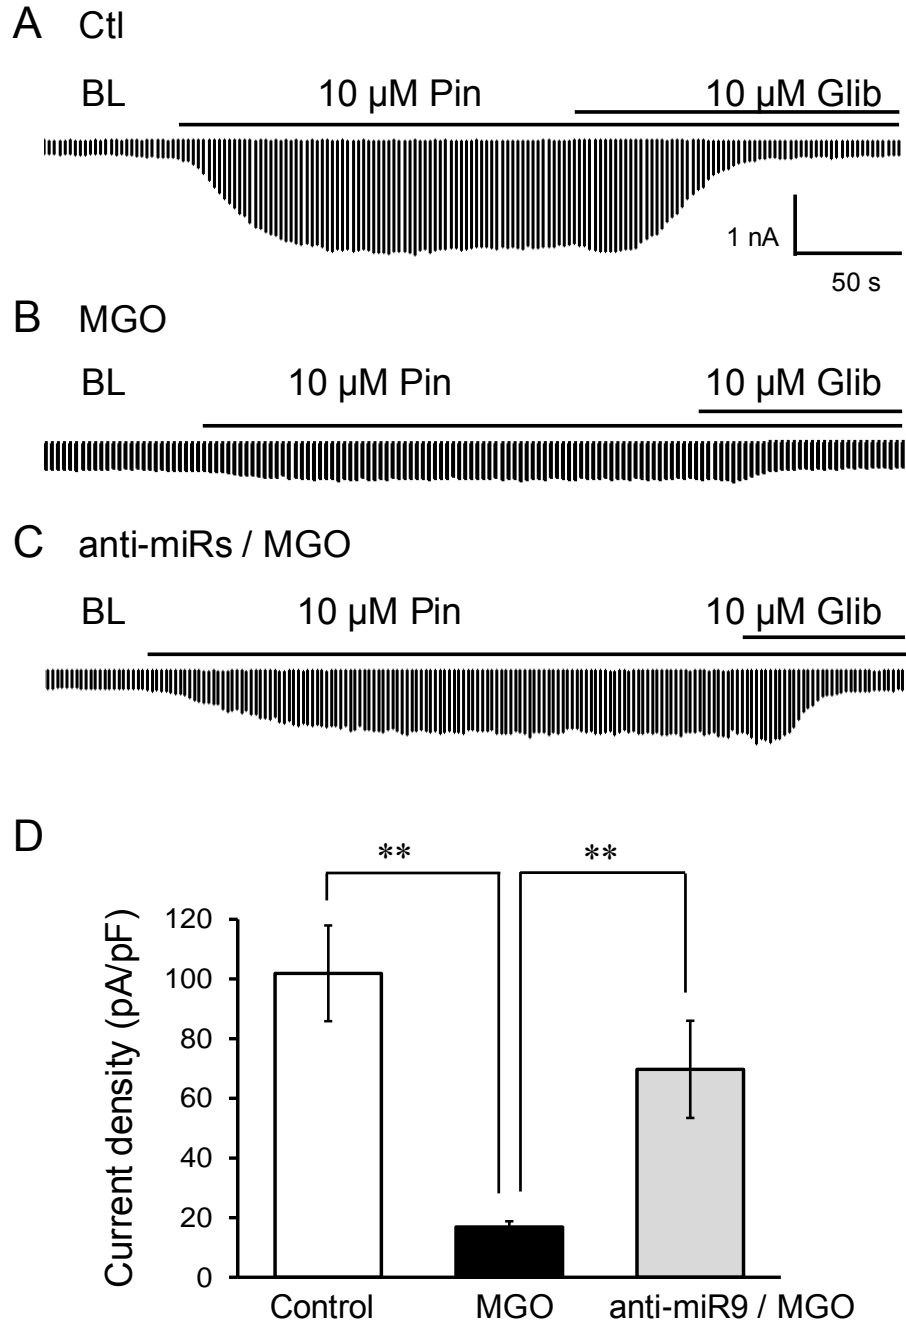 A Ctl
BL 10 µM Pin 10 µM Glib
1 nA
50 s
B MGO
BL 10 µM Pin 10 µM Glib
C anti-miRs / MGO
BL 10 µM Pin 10 µM Glib
D
** **
Current density (pA/pF)
120
100
80
60
40
20
0
Control MGO anti-miR9 / MGO